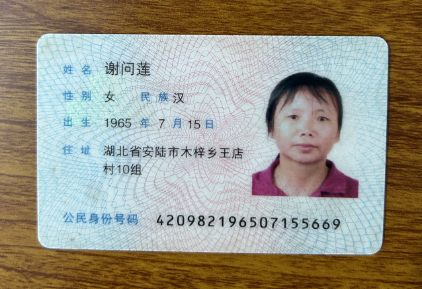 姓名 谢问莲
性别 女 民族 汉
出生 1965 年 7 月 15 日
住址 湖北省安陆市木梓乡王店
村10组
公民身份号码 420982196507155669